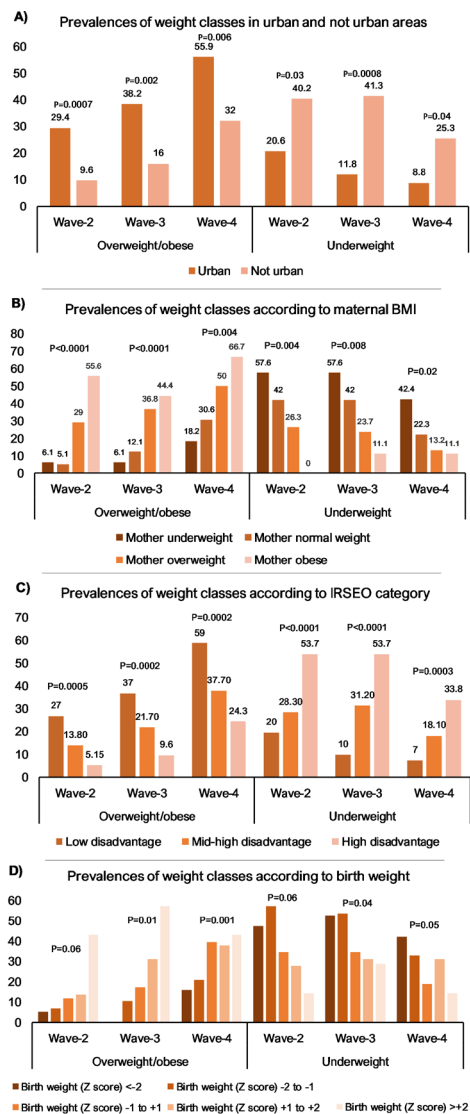 A)
Prevalences of weight classes in urban and not urban areas
60
50
40
30
20
10
0
P=0.0007
29.4
9.6
P=0.002
38.2
16
P=0.006
55.9
32
P=0.03
20.6
40.2
P=0.0008
11.8
41.3
P=0.04
8.8
25.3
Wave-2 Wave-3 Wave-4 Wave-2 Wave-3 Wave-4
Overweight/obese Underweight
Urban Not urban
B)
Prevalences of weight classes according to maternal BMI
80
70
60
50
40
30
20
10
0
P<0.0001
6.1 5.1 29 55.6
P<0.0001
6.1 12.1 36.8 44.4
P=0.004
18.2 30.6 50 66.7
P=0.004
57.6 42 26.3 0
P=0.008
57.6 42 23.7 11.1
P=0.02
42.4 22.3 13.2 11.1
Wave-2 Wave-3 Wave-4 Wave-2 Wave-3 Wave-4
Overweight/obese Underweight
Mother underweight Mother normal weight
Mother overweight Mother obese
C)
Prevalences of weight classes according to IRSEO category
70
60
50
40
30
20
10
0
P=0.0005
27 13.80 5.15
P=0.0002
37 21.70 9.6
P=0.0002
59 37.70 24.3
P<0.0001
20 28.30 53.7
P<0.0001
10 31.20 53.7
P=0.0003
7 18.10 33.8
Wave-2 Wave-3 Wave-4 Wave-2 Wave-3 Wave-4
Overweight/obese Underweight
Low disadvantage Mid-high disadvantage High disadvantage
D)
Prevalences of weight classes according to birth weight
60
50
40
30
20
10
0
P=0.06
P=0.01
P=0.001
P=0.06
P=0.04
P=0.05
Wave-2 Wave-3 Wave-4 Wave-2 Wave-3 Wave-4
Overweight/obese Underweight
Birth weight (Z score) <-2 Birth weight (Z score) -2 to -1
Birth weight (Z score) -1 to +1 Birth weight (Z score) +1 to +2 Birth weight (Z score) >+2